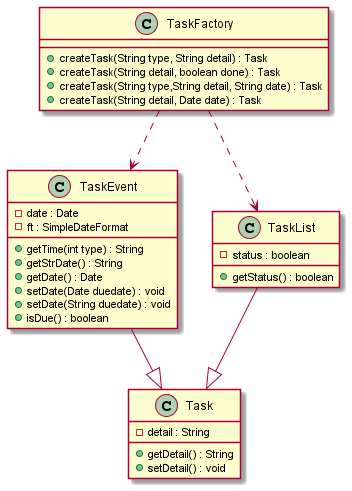 C TaskFactory
createTask(String type, String detail) : Task
createTask(String detail, boolean done) : Task
createTask(String type,String detail, String date) : Task
createTask(String detail, Date date) : Task
C TaskEvent
date : Date
ft : SimpleDateFormat
getTime(int type) : String
getStrDate() : String
getDate() : Date
setDate(Date duedate) : void
setDate(String duedate) : void
isDue() : boolean
C TaskList
status : boolean
getStatus() : boolean
C Task
detail : String
getDetail() : String
setDetail() : void